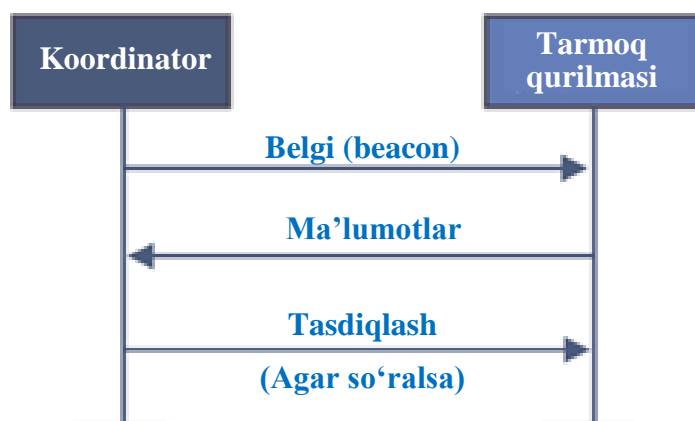 Koordinator
Tarmoq
qurilmasi
Belgi (beacon)
Ma’lumotlar
Tasdiqlash
(Agar so‘ralsa)